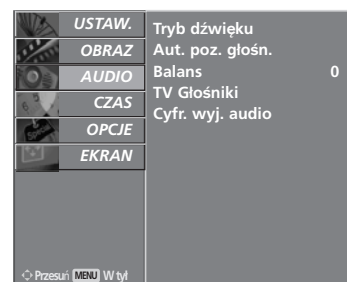 USTAW.
OBRAZ
AUDIO
CZAS
OPCJE
EKRAN
Tryb dźwięku
Aut. poz. głośn.
Balans 0
TV Głośniki
Cyfr. wyj. audio
Przesuń MENU W tył